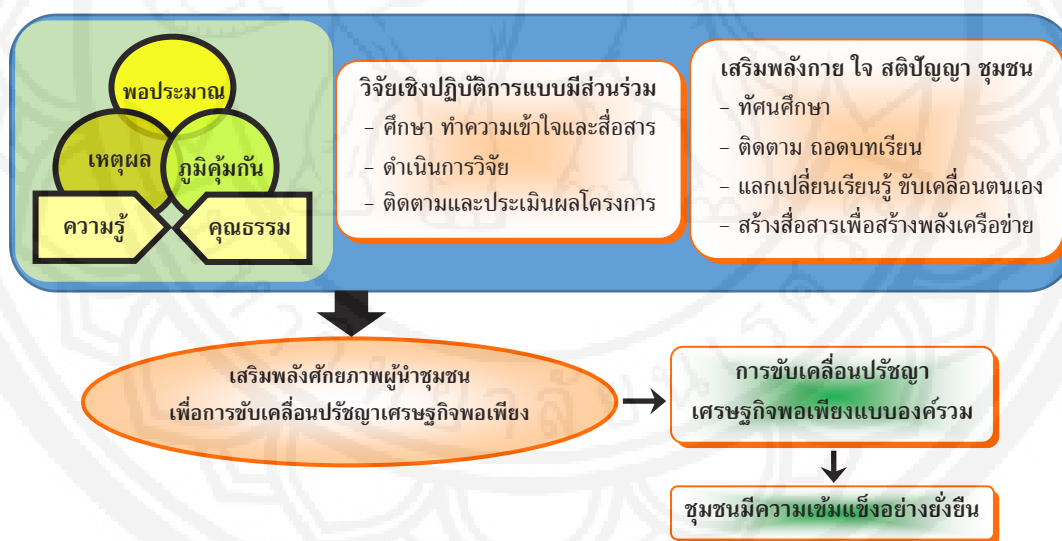 พอประมาณ
เหตุผล
ภูมิคุ้มกัน
ความรู้
คุณธรรม
วิจัยเชิงปฏิบัติการแบบมีส่วนร่วม
- ศึกษา ทำความเข้าใจและสื่อสาร
- ดำเนินการวิจัย
- ติดตามและประเมินผลโครงการ
เสริมพลังกาย ใจ สติปัญญา ชุมชน
- ทัศนศึกษา
- ติดตาม ถอดบทเรียน
- แลกเปลี่ยนเรียนรู้ ขับเคลื่อนตนเอง
- สร้างสื่อสารเพื่อสร้างพลังเครือข่าย
เสริมพลังศักยภาพผู้นำชุมชน
เพื่อการขับเคลื่อนปรัชญาเศรษฐกิจพอเพียง
การขับเคลื่อนปรัชญา
เศรษฐกิจพอเพียงแบบองค์รวม
ชุมชนมีความเข้มแข็งอย่างยั่งยืน